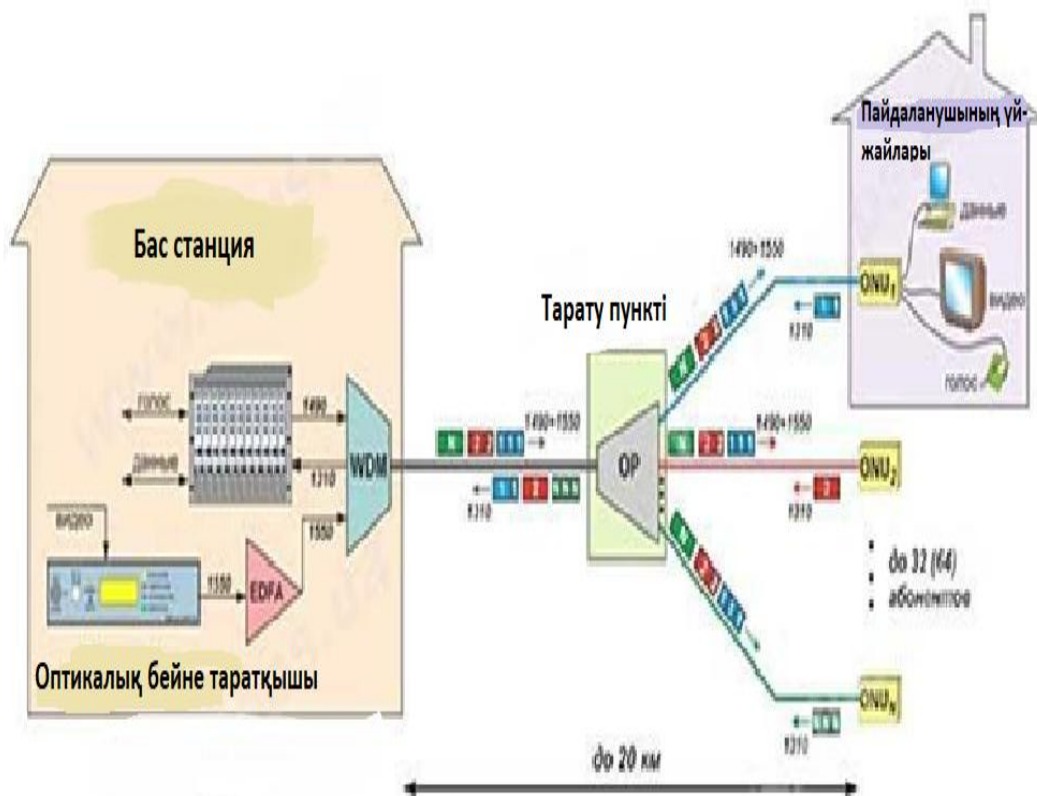 Бас станция
голос
данные
видео
1490
1310
1550
1550
WDM
EDFA
Оптикалық бейне таратқышы
1490+1550
1310
Тарату пункті
OP
1490+1550
1310
1490+1550
1310
1310
Пайдаланушының үй-
жайлары
данные
видео
голос
ONU1
ONU2
до 32 (64)
абонентов
ONUN
до 20 км